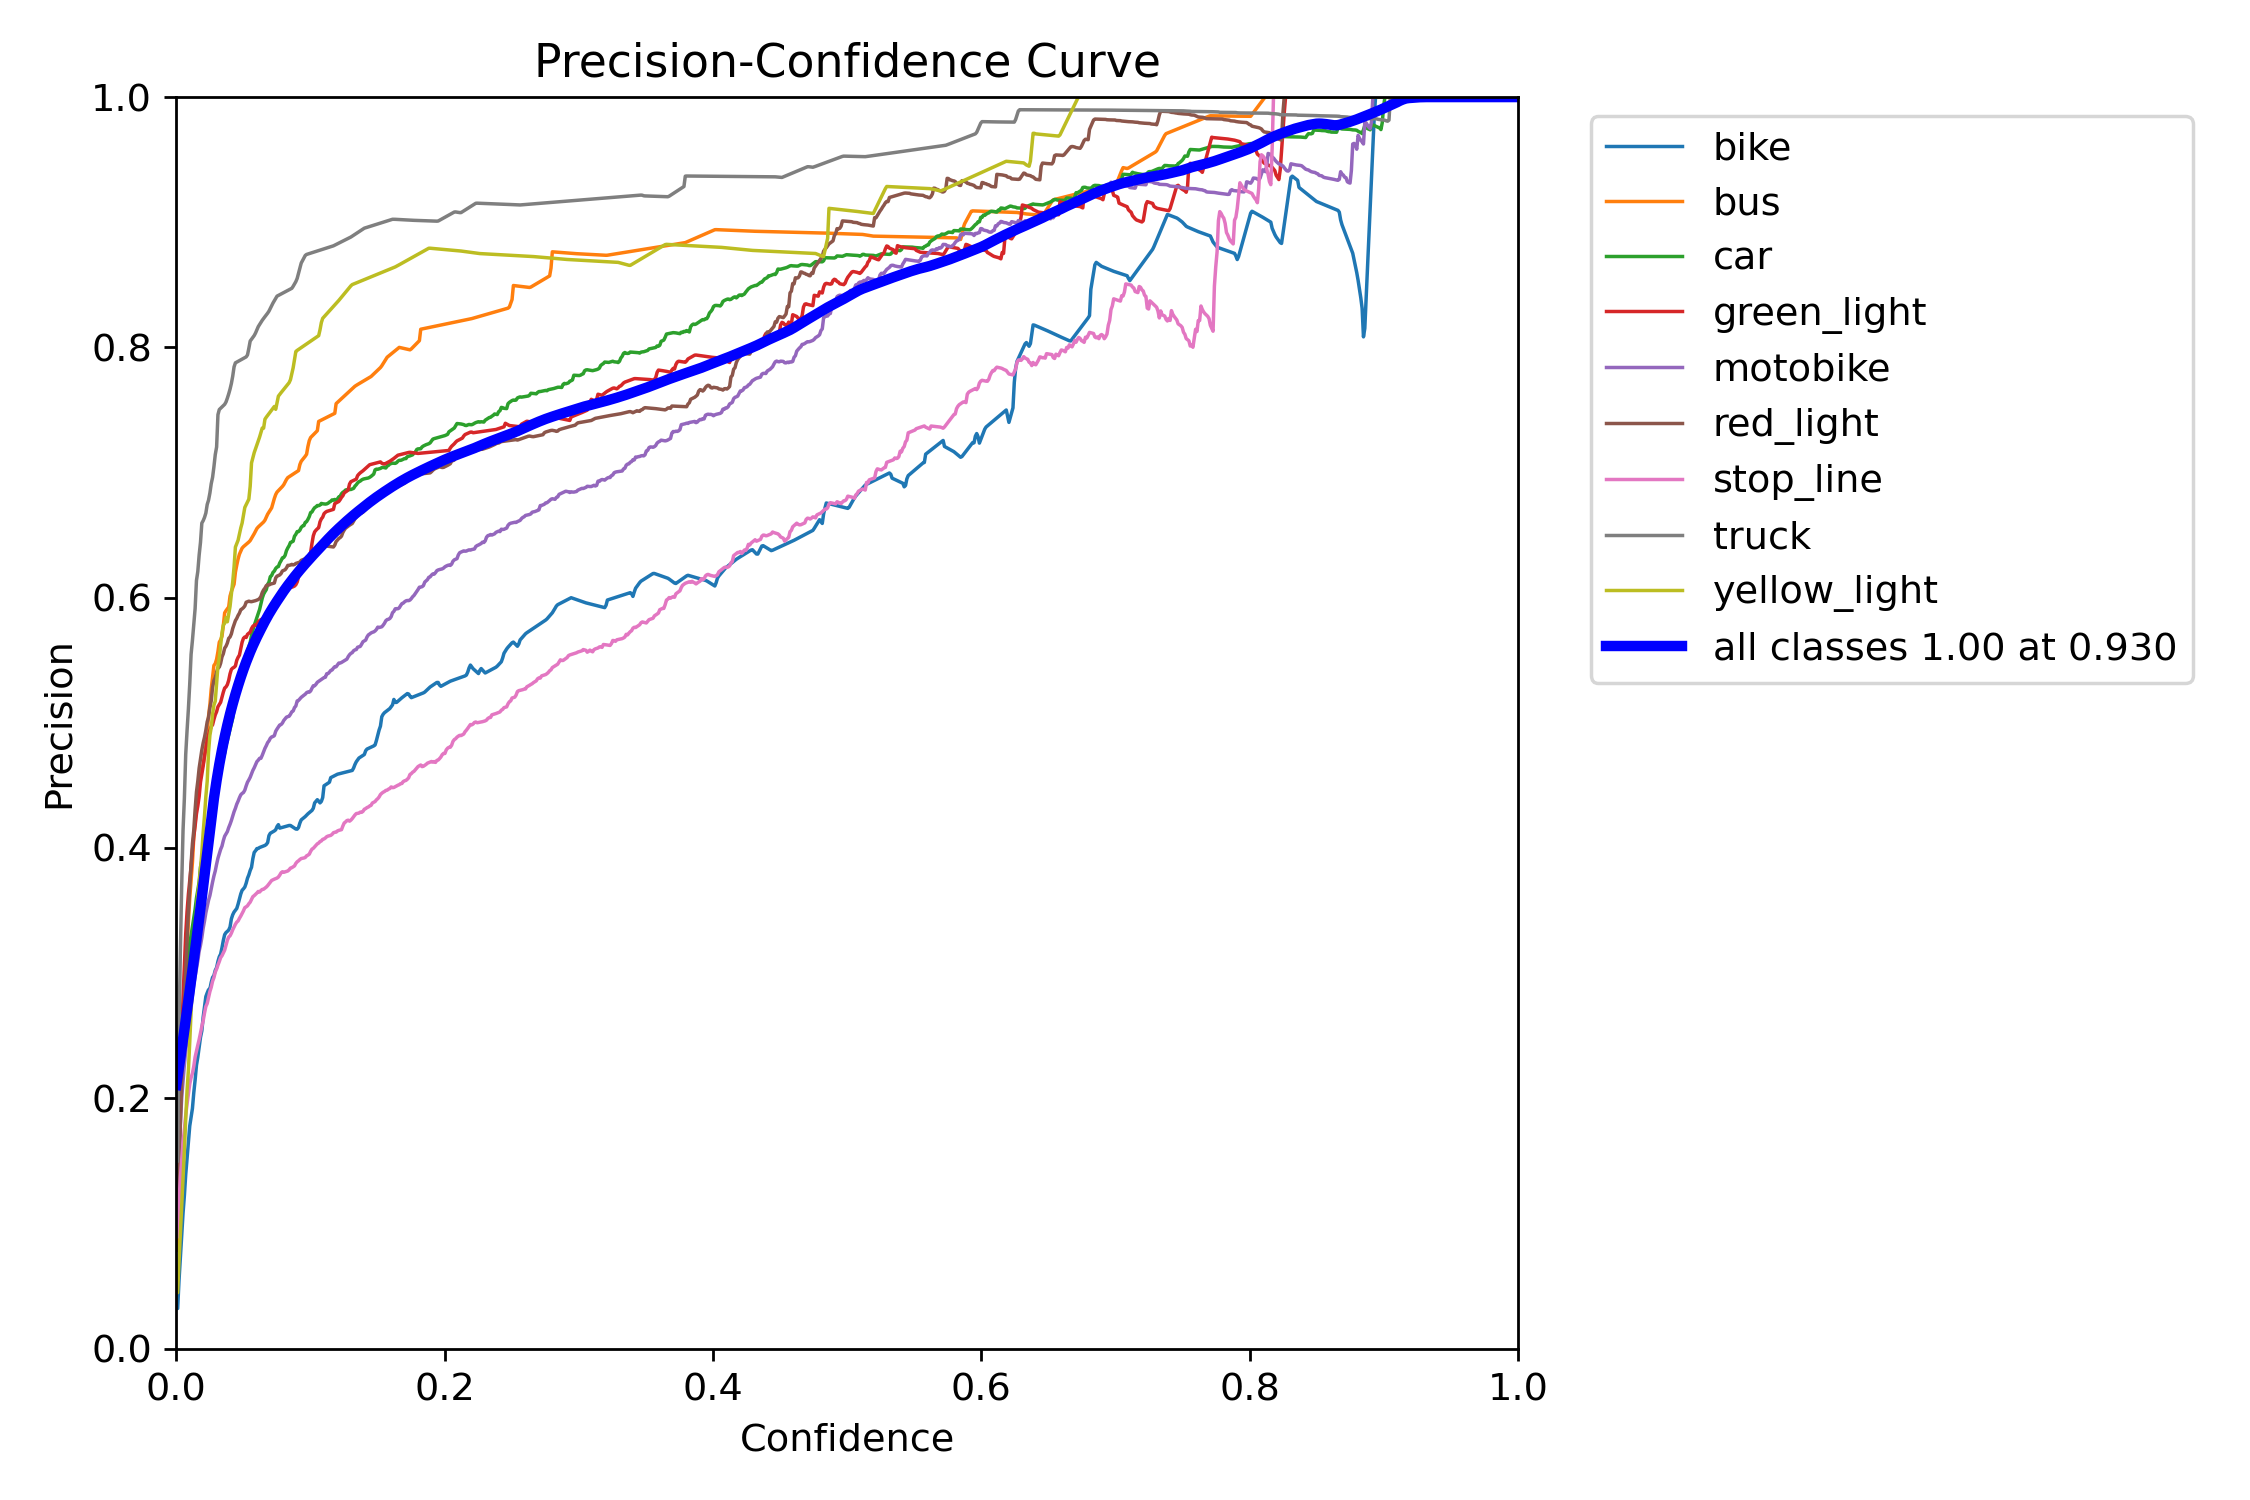 Precision-Confidence Curve
1.0
0.8
0.6
0.4
0.2
0.0
Precision
0.0 0.2 0.4 0.6 0.8 1.0
Confidence
bike
bus
car
green_light
motobike
red_light
stop_line
truck
yellow_light
all classes 1.00 at 0.930